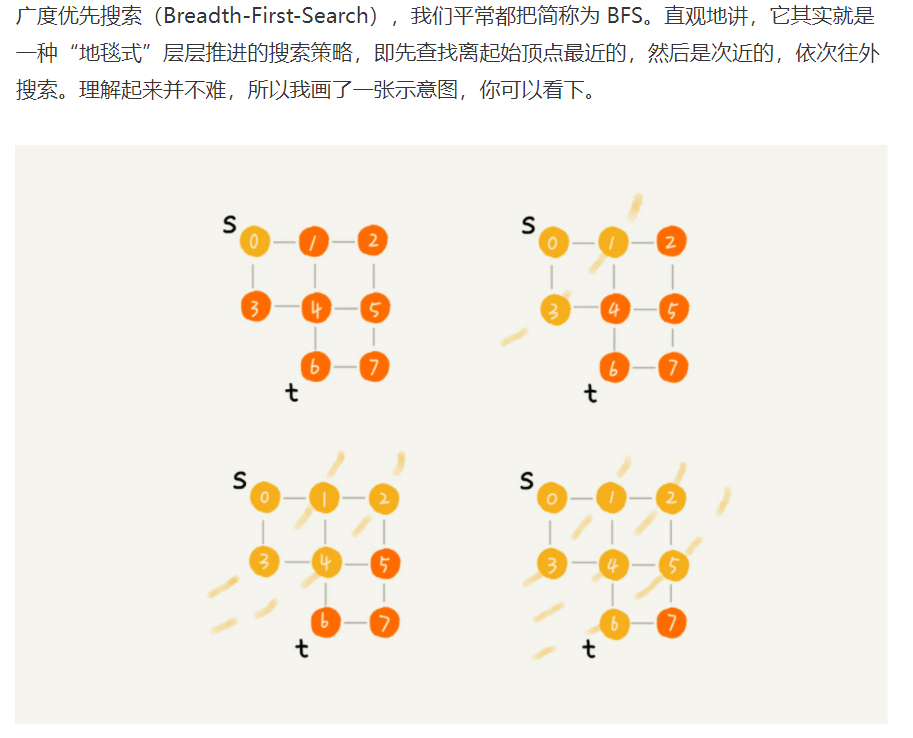 广度优先搜索（Breadth-First-Search），我们平常都把简称为 BFS。直观地讲，它其实就是
一种“地毯式”层层推进的搜索策略，即先查找离起始顶点最近的，然后是次近的，依次往外
搜索。理解起来并不难，所以我画了一张示意图，你可以看下。
S
0 1 2
3 4 5
6 7
t
S
0 1 2
3 4 5
6 7
t
S
0 1 2
3 4 5
6 7
t
S
0 1 2
3 4 5
6 7
t